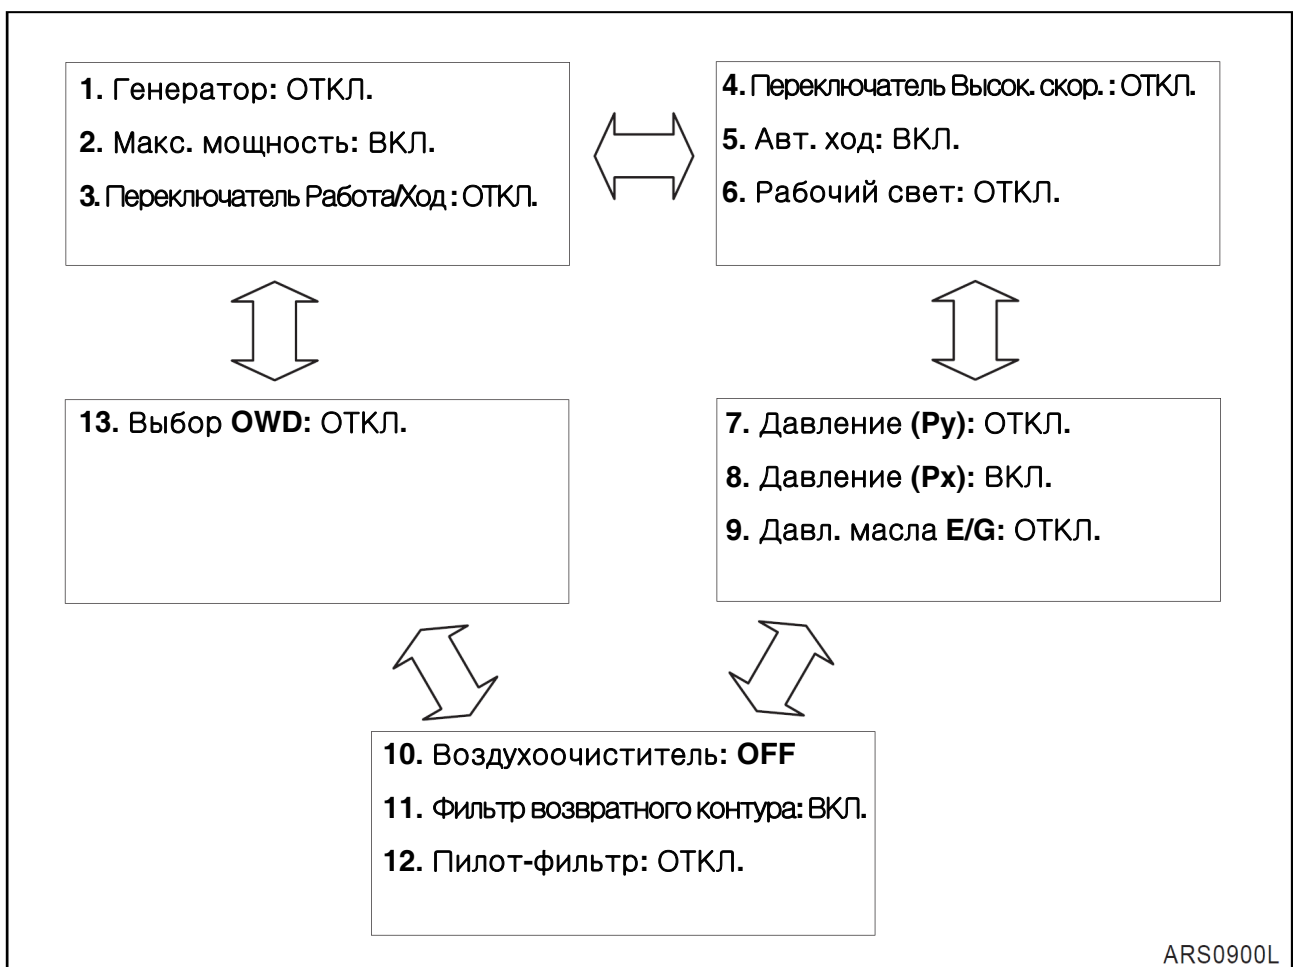 1. Генератор: ОТКЛ.
2. Макс. мощность: ВКЛ.
3. Переключатель Работа/Ход : ОТКЛ.
4. Переключатель Высок. скор. : ОТКЛ.
5. Авт. ход: ВКЛ.
6. Рабочий свет: ОТКЛ.
13. Выбор OWD: ОТКЛ.
7. Давление (Py): ОТКЛ.
8. Давление (Px): ВКЛ.
9. Давл. масла E/G: ОТКЛ.
10. Воздухоочиститель: OFF
11. Фильтр возвратного контура: ВКЛ.
12. Пилот-фильтр: ОТКЛ.
ARS0900L